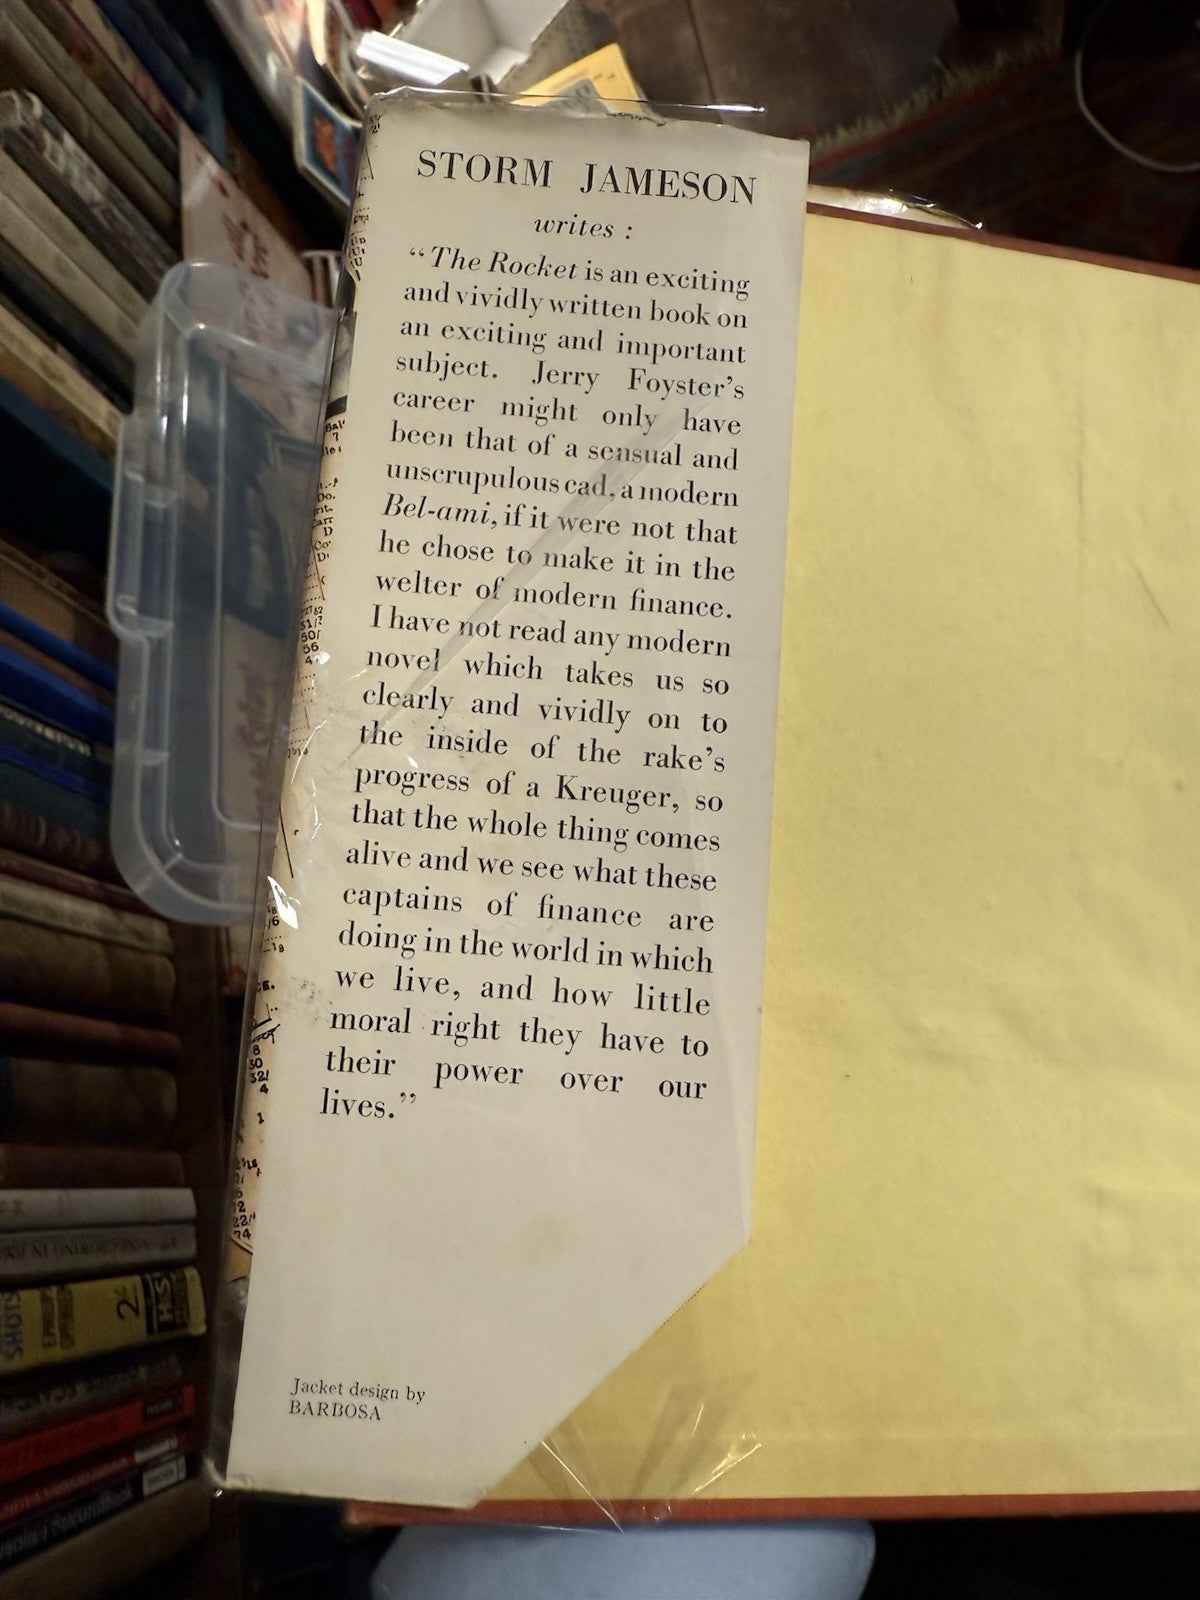 STORM JAMESON
writes :
“The Rocket is an exciting
and vividly written book on
an exciting and important
subject. Jerry Foyster’s
career might only have
been that of a sensual and
unscrupulous cad, a modern
Bel-ami, if it were not that
he chose to make it in the
welter of modern finance.
I have not read any modern
novel which takes us so
clearly and vividly on to
the inside of the rake’s
progress of a Kreuger, so
that the whole thing comes
alive and we see what these
captains of finance are
doing in the world in which
we live, and how little
moral right they have to
their power over our
lives.”
Jacket design by
BARBOSA